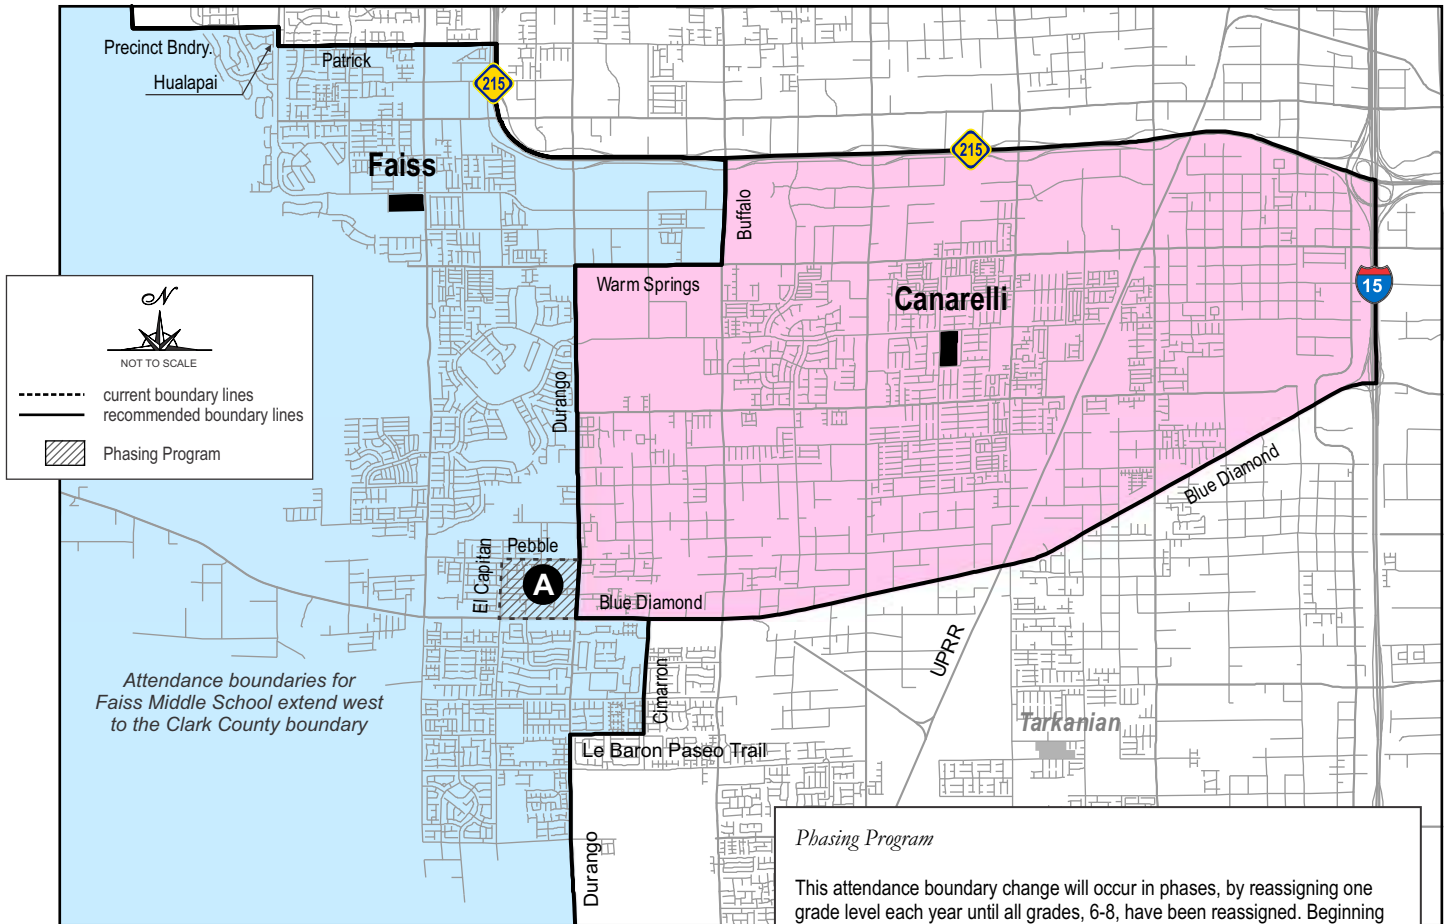 Precinct Bndry.
Hualapai
Patrick
215
215
Faiss
Buffalo
Warm Springs
Canarelli
15
N
NOT TO SCALE
current boundary lines
recommended boundary lines
Phasing Program
Durango
Blue Diamond
Pebble
El Capitan
A
Blue Diamond
UPRR
Cimarron
Attendance boundaries for
Faiss Middle School extend west
to the Clark County boundary
Tarkanian
Le Baron Paseo Trail
Durango
Phasing Program
This attendance boundary change will occur in phases, by reassigning one
grade level each year until all grades, 6-8, have been reassigned. Beginning